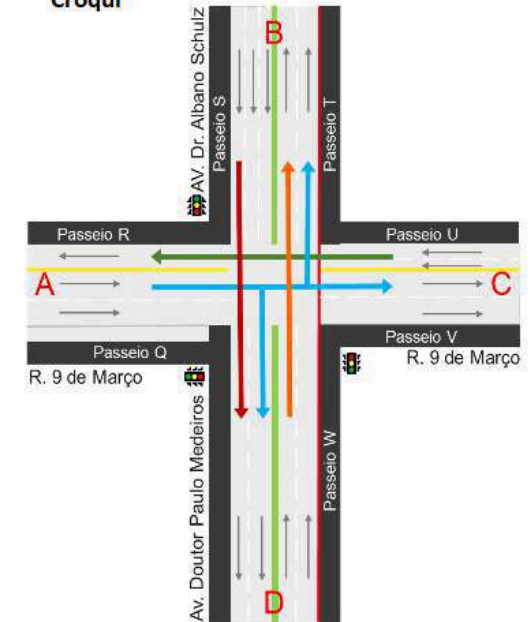 Croqui
AV. Dr. Albano Schulz
B
Passeio S
Passeio T
Passeio R
Passeio U
A
C
Passeio Q
Passeio V
R. 9 de Março
R. 9 de Março
Av. Doutor Paulo Medeiros
Passeio W
D